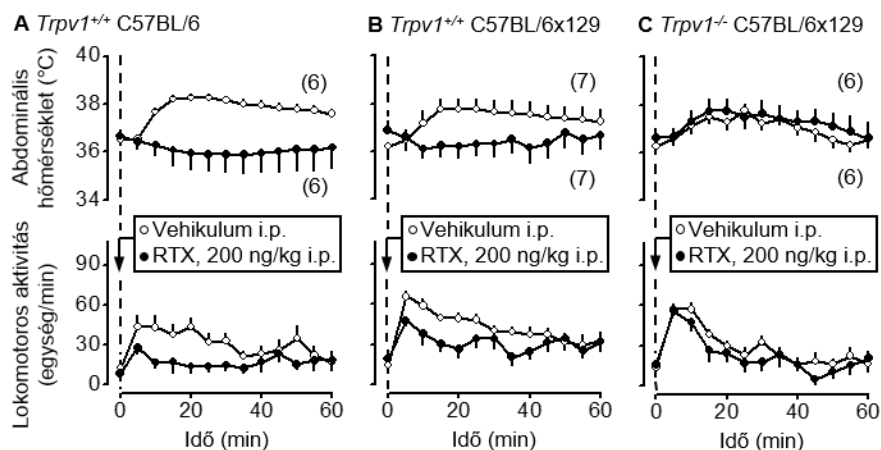 A Trpv1+/+ C57BL/6
B Trpv1+/+ C57BL/6x129
C Trpv1-/- C57BL/6x129
Abdominális
hőmérséklet (°C)
40
38
36
34
(6)
(6)
(7)
(7)
(6)
(6)
Vehikulum i.p.
RTX, 200 ng/kg i.p.
Vehikulum i.p.
RTX, 200 ng/kg i.p.
Vehikulum i.p.
RTX, 200 ng/kg i.p.
Lokomotoros aktivitás
(egység/min)
90
60
30
0
0 20 40 60
0 20 40 60
0 20 40 60
Idő (min)
Idő (min)
Idő (min)